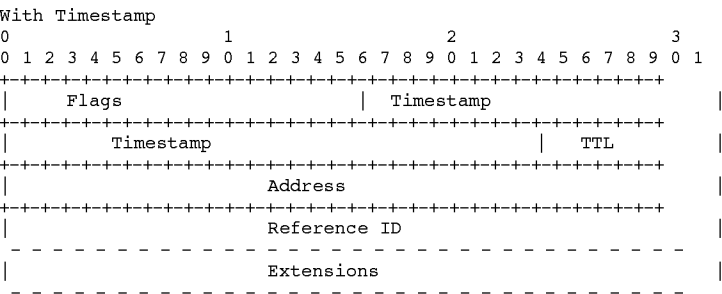 With Timestamp
0                   1                   2                   3
0 1 2 3 4 5 6 7 8 9 0 1 2 3 4 5 6 7 8 9 0 1 2 3 4 5 6 7 8 9 0 1
+-+-+-+-+-+-+-+-+-+-+-+-+-+-+-+-+-+-+-+-+-+-+-+-+-+-+-+-+-+-+
|     Flags                     |  Timestamp                    |
+-+-+-+-+-+-+-+-+-+-+-+-+-+-+-+-+-+-+-+-+-+-+-+-+-+-+-+-+-+-+
|         Timestamp                             |   TTL         |
+-+-+-+-+-+-+-+-+-+-+-+-+-+-+-+-+-+-+-+-+-+-+-+-+-+-+-+-+-+-+
|                       Address                                 |
+-+-+-+-+-+-+-+-+-+-+-+-+-+-+-+-+-+-+-+-+-+-+-+-+-+-+-+-+-+-+
|                       Reference ID                            |
 - - - - - - - - - - - - - - - - - - - - - - - - - - - - - - - -
|                       Extensions                              |
 - - - - - - - - - - - - - - - - - - - - - - - - - - - - - - - -